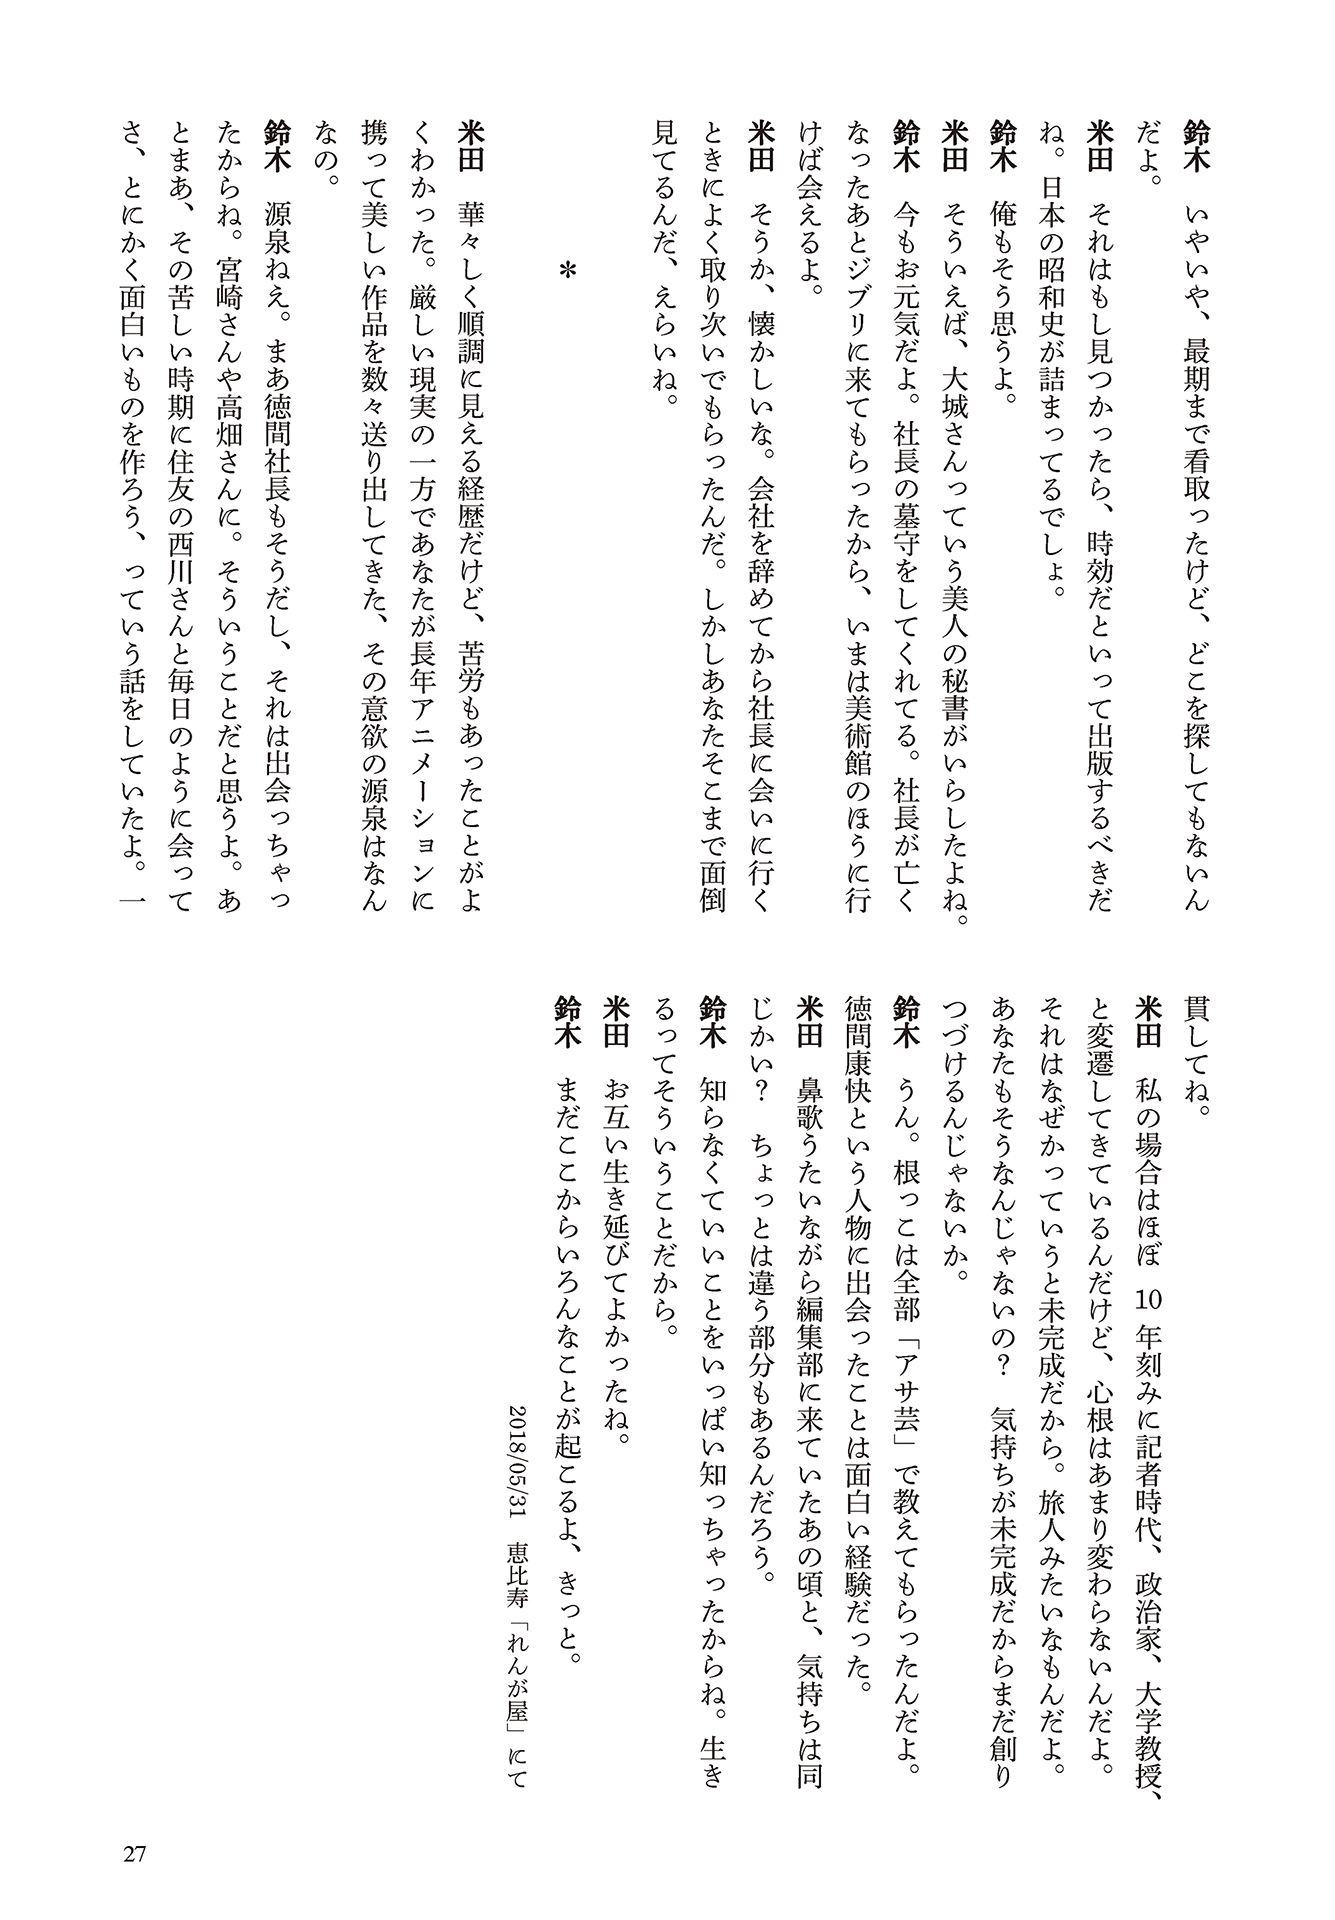 鈴木　いやいや、最期まで看取ったけど、どこを探してもないん
だよ。
米田　それはもし見つかったら、時効だといって出版するべきだ
ね。日本の昭和史が詰まってるでしょ。
鈴木　俺もそう思うよ。
米田　そういえば、大城さんっていう美人の秘書がいらしたよね。
鈴木　今もお元気だよ。社長の墓守をしてくれてる。社長が亡く
なったあとジブリに来てもらったから、いまは美術館のほうに行
けば会えるよ。
米田　そうか、懐かしいな。会社を辞めてから社長に会いに行く
ときによく取り次いでもらったんだ。しかしあなたそこまで面倒
見てるんだ、えらいね。
＊
米田　華々しく順調に見える経歴だけど、苦労もあったことがよ
くわかった。厳しい現実の一方であなたが長年アニメーションに
携って美しい作品を数々送り出してきた、その意欲の源泉はなん
なの。
鈴木　源泉ねえ。まあ徳間社長もそうだし、それは出会っちゃっ
たからね。宮崎さんや高畑さんに。そういうことだと思うよ。あ
とまあ、その苦しい時期に住友の西川さんと毎日のように会って
さ、とにかく面白いものを作ろう、っていう話をしていたよ。一
貫してね。
米田　私の場合はほぼ10年刻みに記者時代、政治家、大学教授、
と変遷してきているんだけど、心根はあまり変わらないんだよ。
それはなぜかっていうと未完成だから。旅人みたいなもんだよ。
あなたもそうなんじゃないの？　気持ちが未完成だからまだ創り
つづけるんじゃないか。
鈴木　うん。根っこは全部「アサ芸」で教えてもらったんだよ。
徳間康快という人物に出会ったことは面白い経験だった。
米田　鼻歌うたいながら編集部に来ていたあの頃と、気持ちは同
じかい？　ちょっとは違う部分もあるんだろう。
鈴木　知らなくていいことをいっぱい知っちゃったからね。生き
るってそういうことだから。
米田　お互い生き延びてよかったね。
鈴木　まだここからいろんなことが起こるよ、きっと。
2018/05/31　恵比寿「れんが屋」にて
27